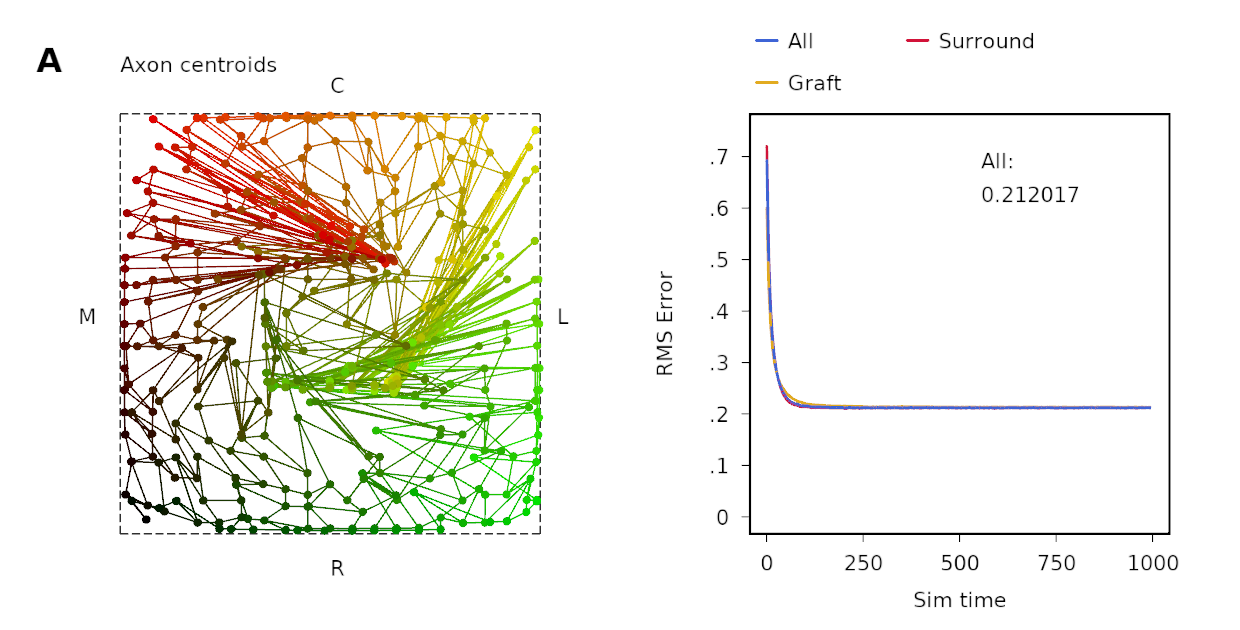 A
Axon centroids
C
M
L
R
All
Surround
Graft
All:
0.212017
RMS Error
.7
.6
.5
.4
.3
.2
.1
0
0 250 500 750 1000
Sim time